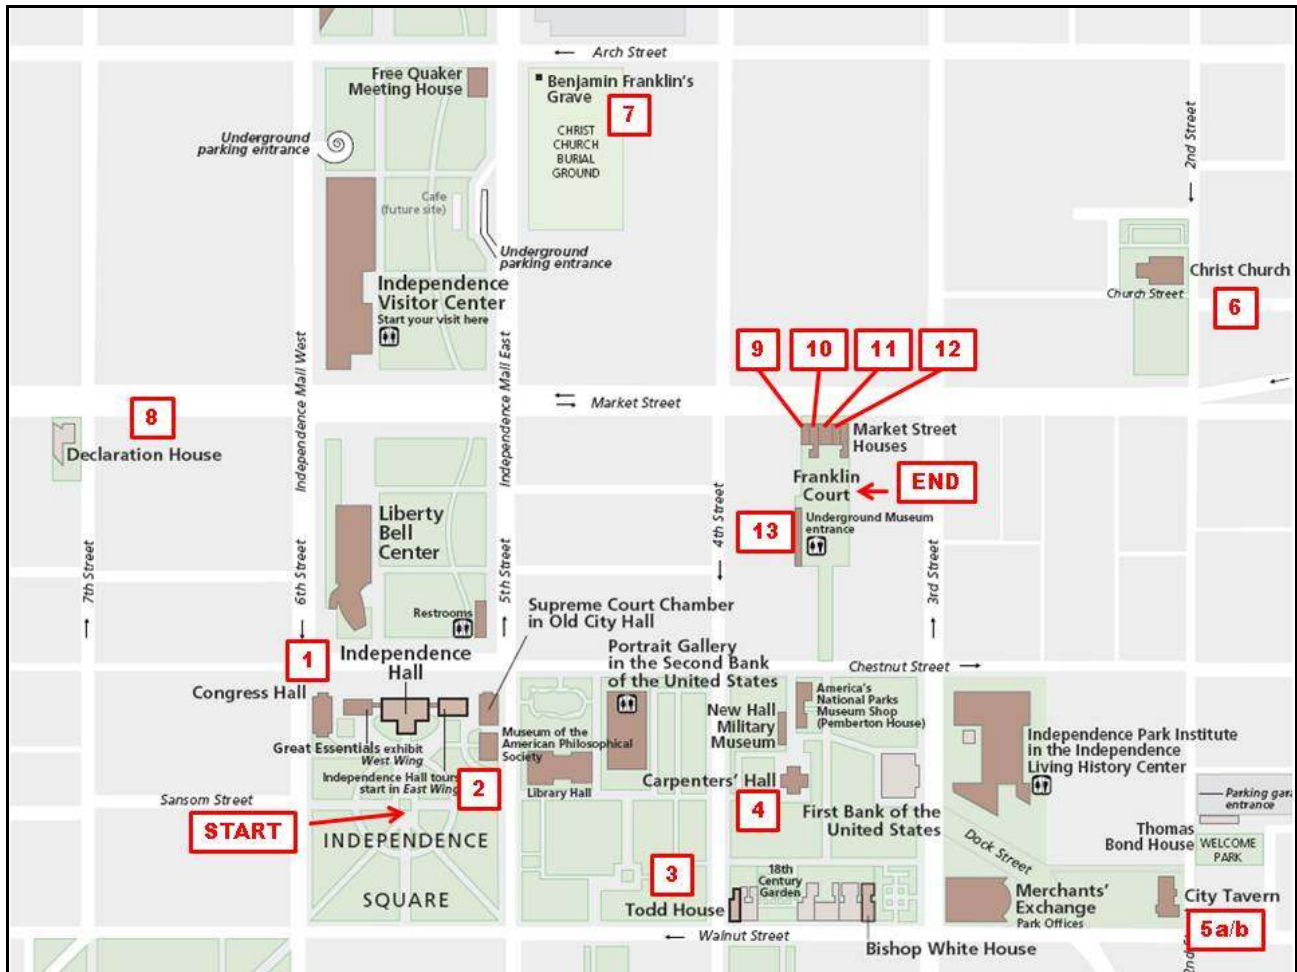 Arch Street
Free Quaker
Meeting House
Benjamin Franklin's
Grave
7
CHRIST
CHURCH
BURIAL
GROUND
2nd Street
Underground
parking entrance
Cafe
(future site)
Underground
parking entrance
Independence
Visitor Center
Start your visit here
Christ Church
Church Street
6
Independence Mall West
Independence Mall East
9
10
11
12
Market Street
8
Declaration House
Market Street
Houses
Franklin
Court
END
Liberty
Bell
Center
4th Street
13
Underground Museum
entrance
7th Street
6th Street
5th Street
3rd Street
Restrooms
Supreme Court Chamber
in Old City Hall
1
Independence
Hall
Portrait Gallery
in the Second Bank
of the United States
Chestnut Street
Congress Hall
America's
National Parks
Museum Shop
(Pemberton House)
New Hall
Military
Museum
Great Essentials exhibit
West Wing
Museum of the
American Philosophical
Society
Independence Park Institute
in the Independence
Living History Center
Independence Hall tours
start in East Wing
2
Library Hall
Carpenters' Hall
4
Sansom Street
START
First Bank of the
United States
Parking gara
entrance
INDEPENDENCE
SQUARE
Dock Street
Thomas
Bond House
WELCOME
PARK
3
18th
Century
Garden
Todd House
Merchants'
Exchange
Park Offices
City Tavern
5a/b
Walnut Street
Bishop White House